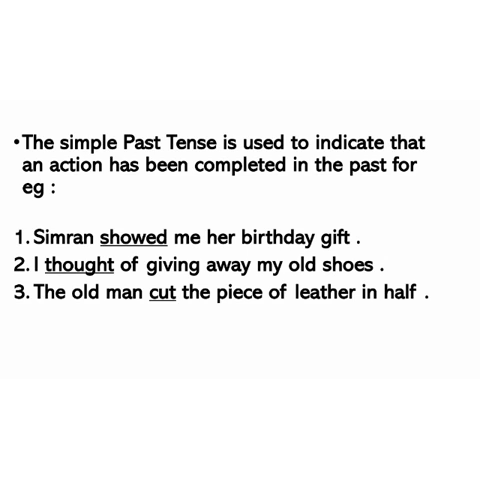 •The simple Past Tense is used to indicate that
an action has been completed in the past for
eg :
1. Simran showed me her birthday gift .
2. I thought of giving away my old shoes .
3. The old man cut the piece of leather in half .